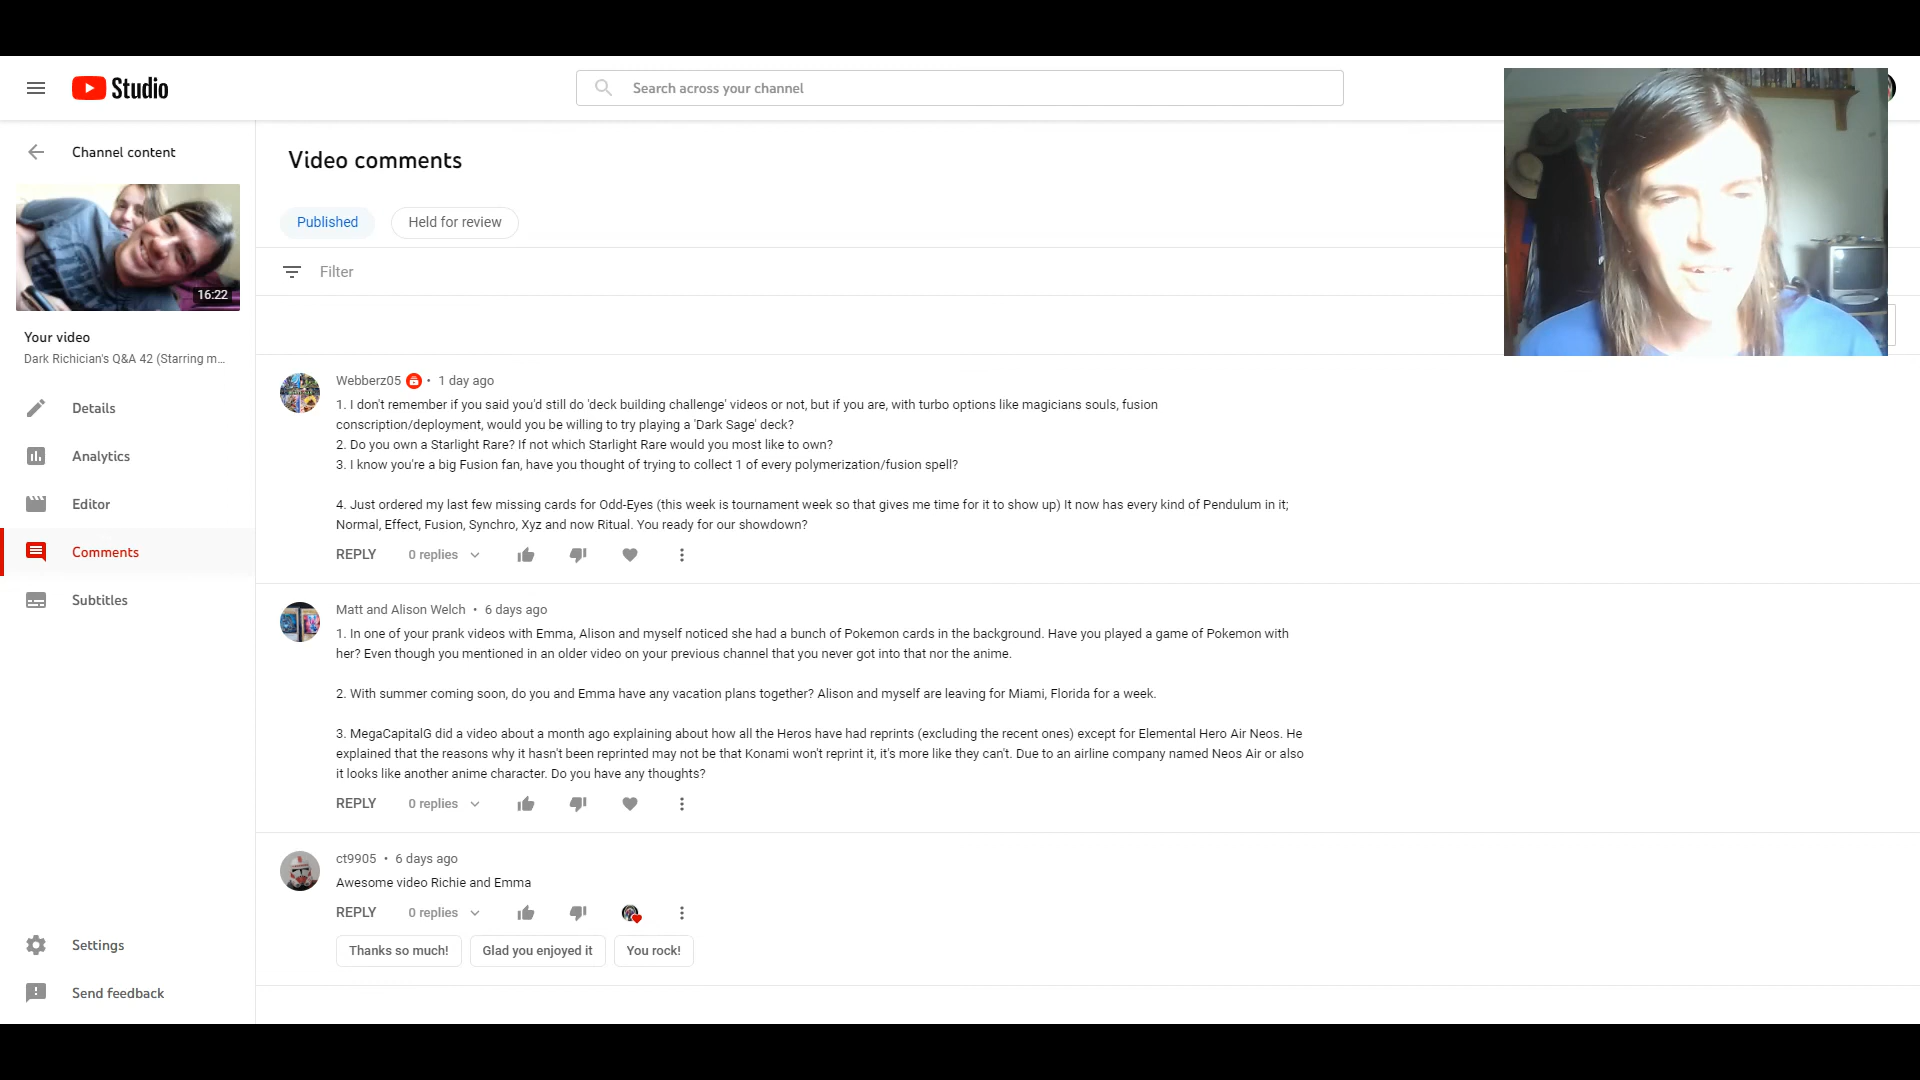 Studio
Search across your channel
Channel content
Video comments
16:22
Published
Held for review
Filter
Your video
Dark Richician's Q&A 42 (Starring m...
Details
Analytics
Editor
Comments
Subtitles
Settings
Send feedback
Webberz05 • 1 day ago
1. I don't remember if you said you'd still do 'deck building challenge' videos or not, but if you are, with turbo options like magicians souls, fusion
conscription/deployment, would you be willing to try playing a 'Dark Sage' deck?
2. Do you own a Starlight Rare? If not which Starlight Rare would you most like to own?
3. I know you're a big Fusion fan, have you thought of trying to collect 1 of every polymerization/fusion spell?
4. Just ordered my last few missing cards for Odd-Eyes (this week is tournament week so that gives me time for it to show up) It now has every kind of Pendulum in it;
Normal, Effect, Fusion, Synchro, Xyz and now Ritual. You ready for our showdown?
REPLY 0 replies
Matt and Alison Welch • 6 days ago
1. In one of your prank videos with Emma, Alison and myself noticed she had a bunch of Pokemon cards in the background. Have you played a game of Pokemon with
her? Even though you mentioned in an older video on your previous channel that you never got into that nor the anime.
2. With summer coming soon, do you and Emma have any vacation plans together? Alison and myself are leaving for Miami, Florida for a week.
3. MegaCapitalG did a video about a month ago explaining about how all the Heros have had reprints (excluding the recent ones) except for Elemental Hero Air Neos. He
explained that the reasons why it hasn't been reprinted may not be that Konami won't reprint it, it's more like they can't. Due to an airline company named Neos Air or also
it looks like another anime character. Do you have any thoughts?
REPLY 0 replies
ct9905 • 6 days ago
Awesome video Richie and Emma
REPLY 0 replies
Thanks so much! Glad you enjoyed it You rock!